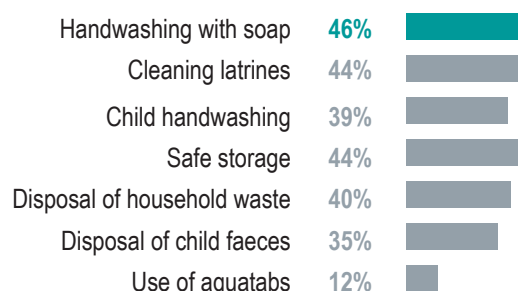 Handwashing with soap 46%
Cleaning latrines 44%
Child handwashing 39%
Safe storage 44%
Disposal of household waste 40%
Disposal of child faeces 35%
Use of aquatabs 12%